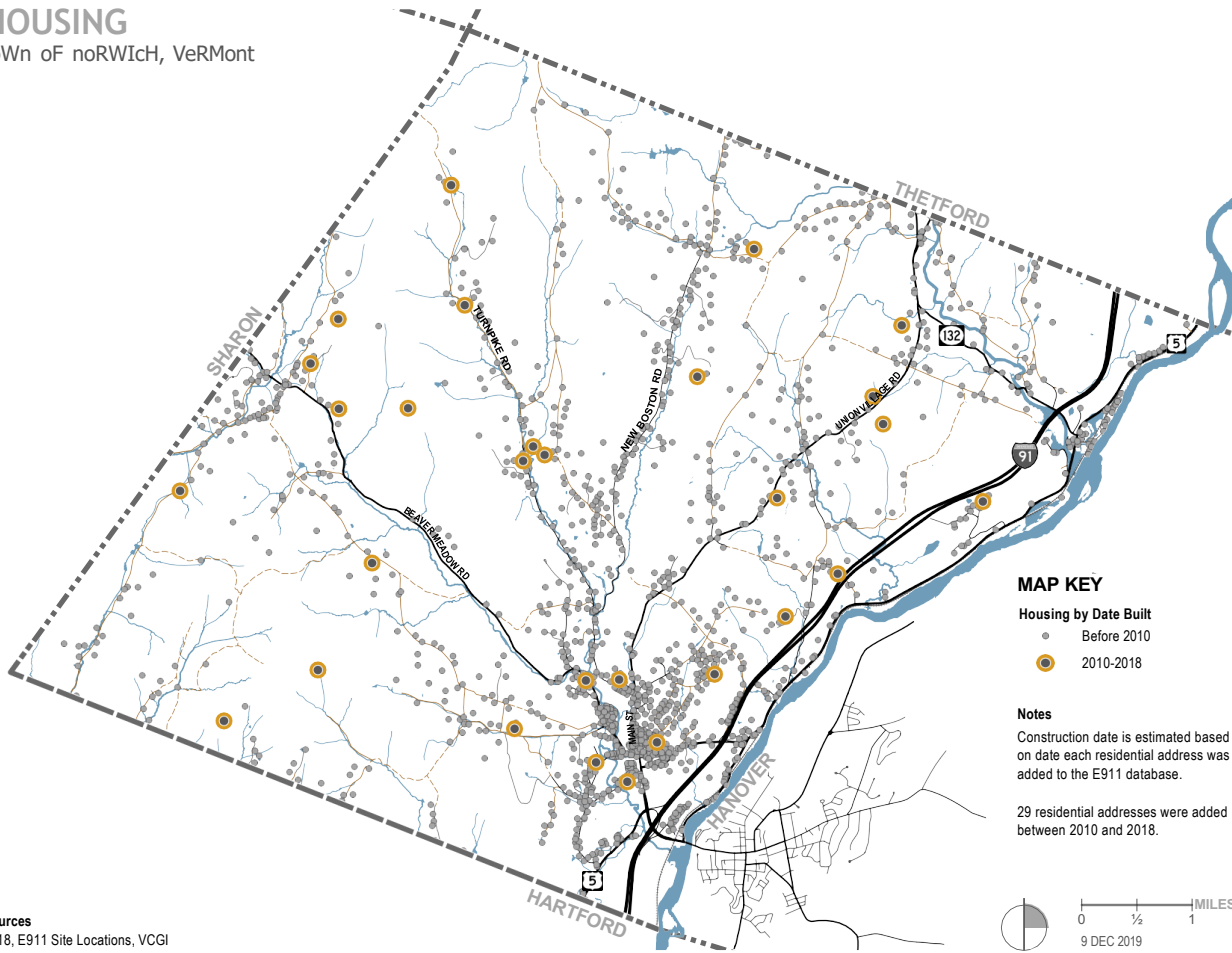 HOUSING
oWn oF noRWIcH, VeRMont
THETFORD
SHARON
132
5
TURNPIKE RD
NEW BOSTON RD
UNION VILLAGE RD
91
BEAVER MEADOW RD
MAIN ST
HANOVER
5
HARTFORD
MAP KEY
Housing by Date Built
Before 2010
2010-2018
Notes
Construction date is estimated based
on date each residential address was
added to the E911 database.
29 residential addresses were added
between 2010 and 2018.
MILES
0 ½ 1
9 DEC 2019
urces
18, E911 Site Locations, VCGI